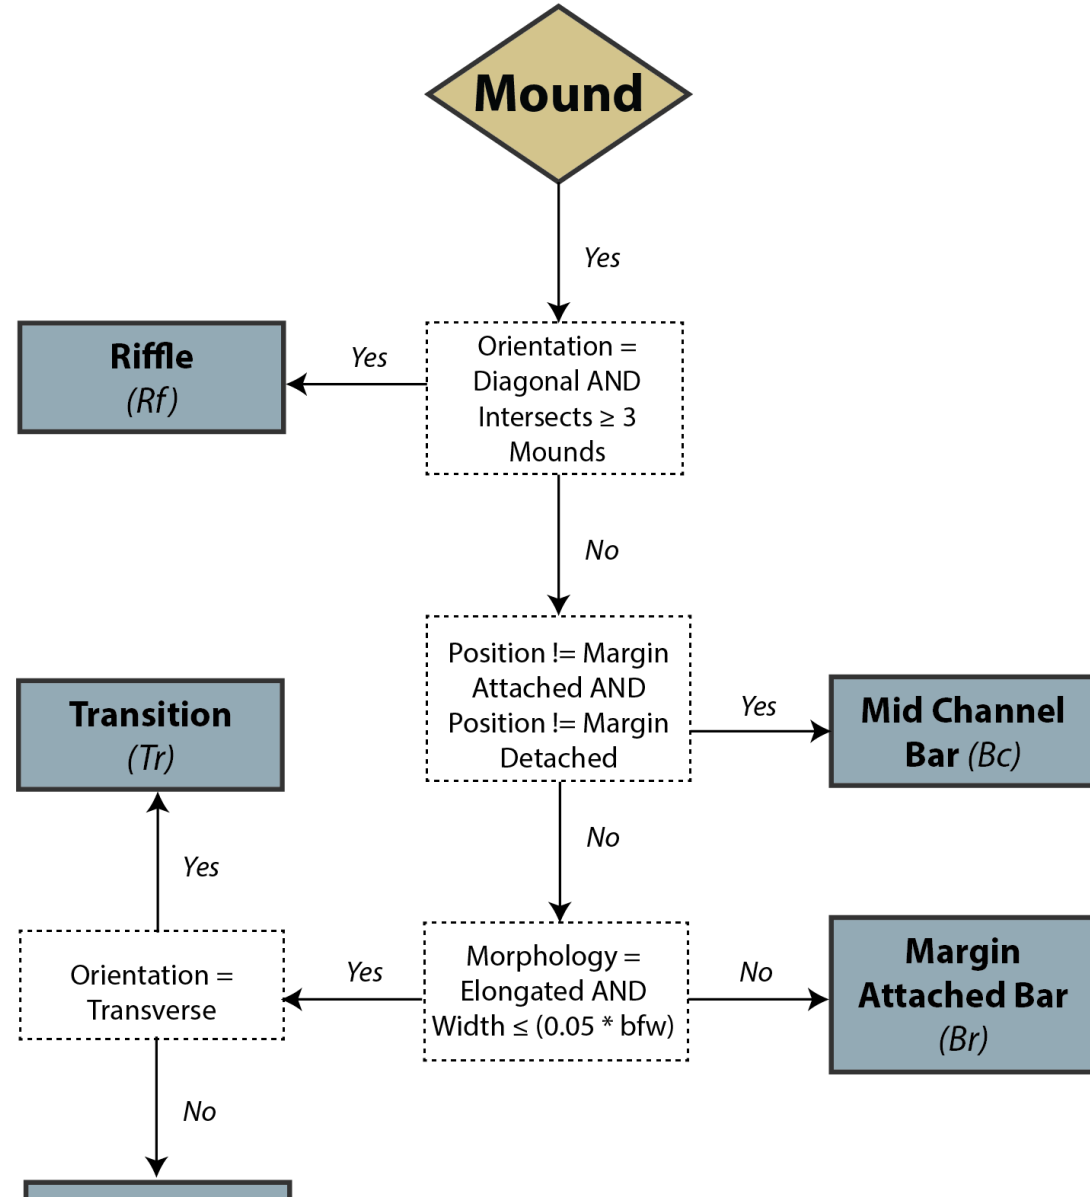 Mound
Yes
Orientation =
Diagonal AND
Intersects ≥ 3
Mounds
Yes
Riffle
(Rf)
No
Position != Margin
Attached AND
Position != Margin
Detached
Yes
Mid Channel
Bar (Bc)
Transition
(Tr)
No
Yes
Morphology =
Elongated AND
Width ≤ (0.05 * bfw)
Yes
Orientation =
Transverse
No
Margin
Attached Bar
(Br)
No